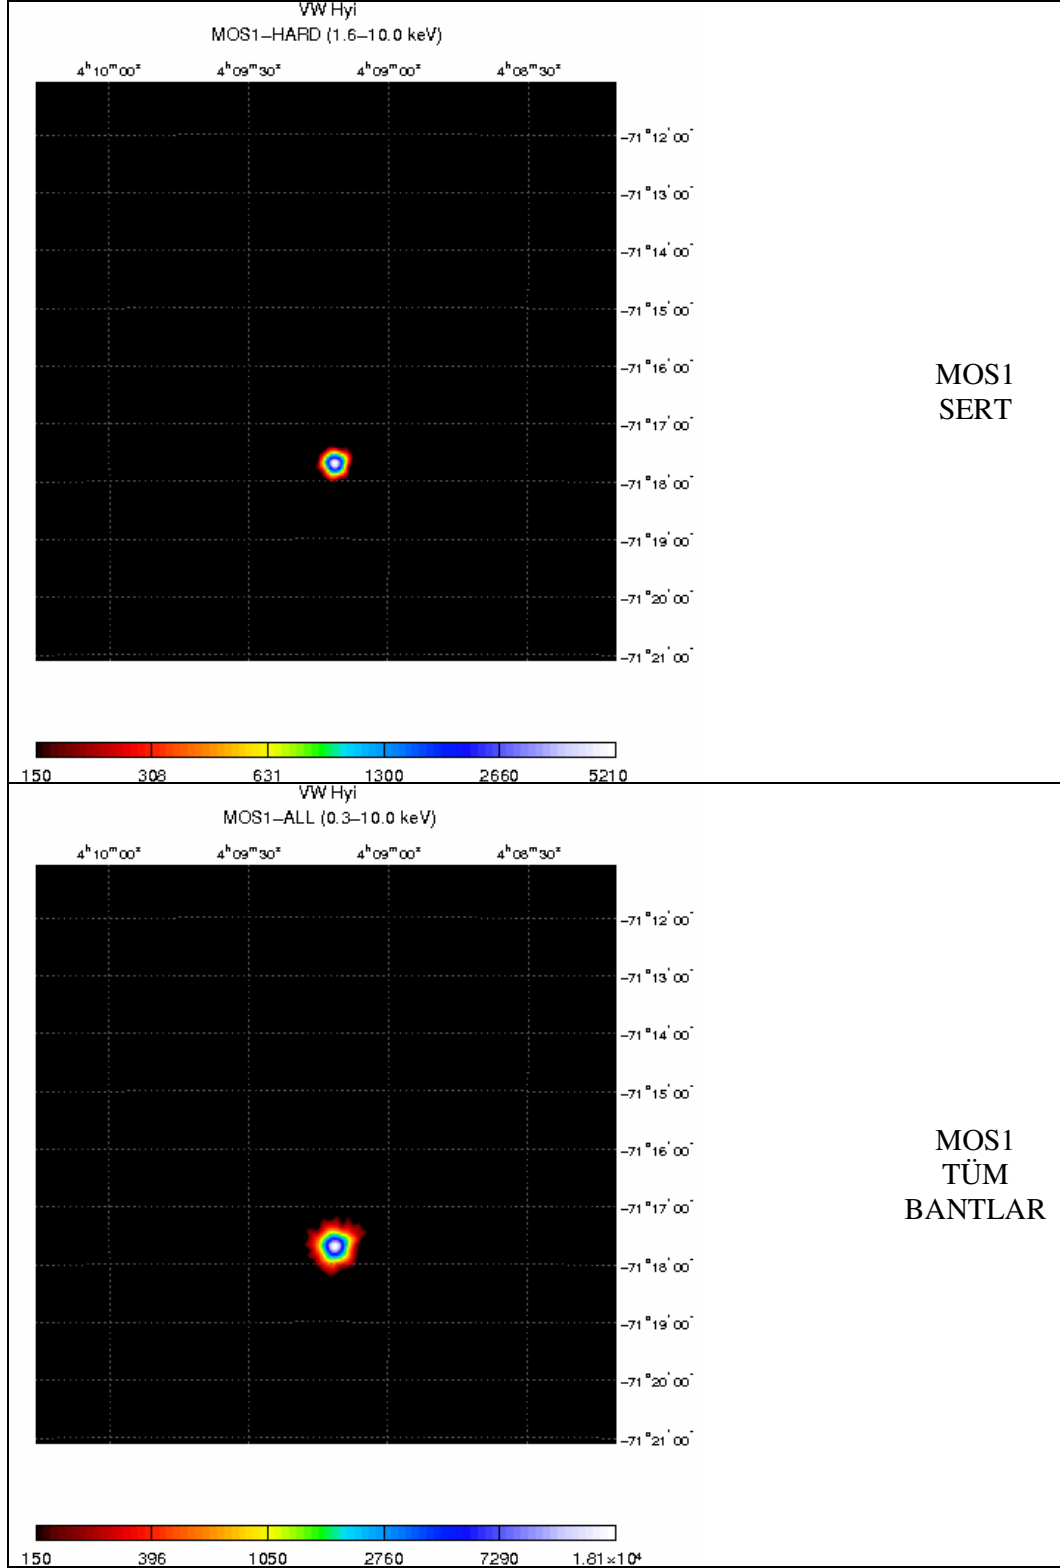 VW Hyi
MOS1–HARD (1.6–10.0 keV)
4ʰ10ᵐ00ˢ 4ʰ09ᵐ30ˢ 4ʰ09ᵐ00ˢ 4ʰ08ᵐ30ˢ
–71°12'00"
–71°13'00"
–71°14'00"
–71°15'00"
–71°16'00"
–71°17'00"
–71°18'00"
–71°19'00"
–71°20'00"
–71°21'00"
MOS1
SERT
150 308 631 1300 2660 5210
VW Hyi
MOS1–ALL (0.3–10.0 keV)
4ʰ10ᵐ00ˢ 4ʰ09ᵐ30ˢ 4ʰ09ᵐ00ˢ 4ʰ08ᵐ30ˢ
–71°12'00"
–71°13'00"
–71°14'00"
–71°15'00"
–71°16'00"
–71°17'00"
–71°18'00"
–71°19'00"
–71°20'00"
–71°21'00"
MOS1
TÜM
BANTLAR
150 396 1050 2760 7290 1.81×10⁴